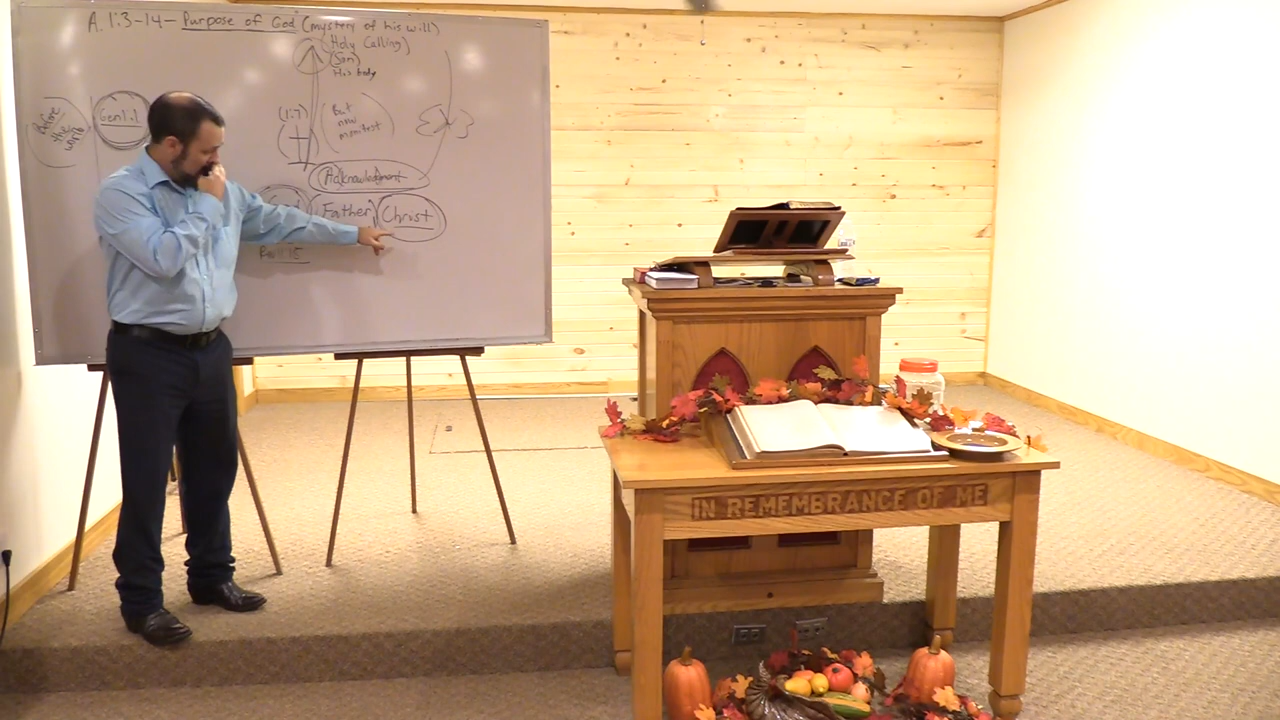 A. 1:3-14 - Purpose of God (mystery of his will)
Holy Calling)
(Son)
His body
Before
the
world
Gen 1:1
(1:7)
But
now
manifest
Acknowledgment
God
Father
Christ
IN REMEMBRANCE OF ME